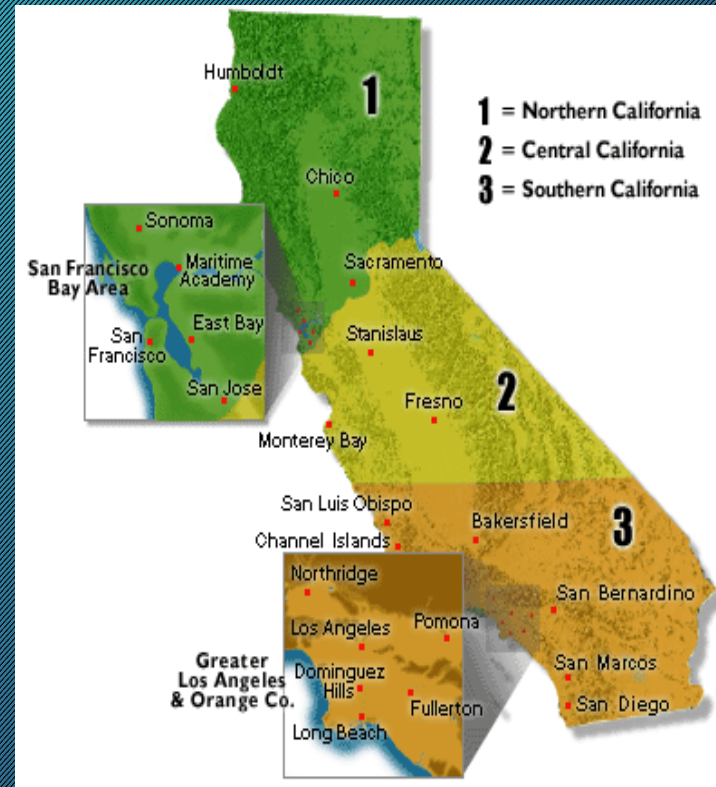 Humboldt
1
1 = Northern California
2 = Central California
3 = Southern California
Chico
Sonoma
San Francisco
Bay Area
Maritime
Academy
Sacramento
East Bay
San
Francisco
Stanislaus
San Jose
Fresno
2
Monterey Bay
San Luis Obispo
Bakersfield
3
Channel Islands
Northridge
San Bernardino
Los Angeles
Pomona
Greater
Los Angeles
& Orange Co.
Dominguez
Hills
Fullerton
Long Beach
San Marcos
San Diego